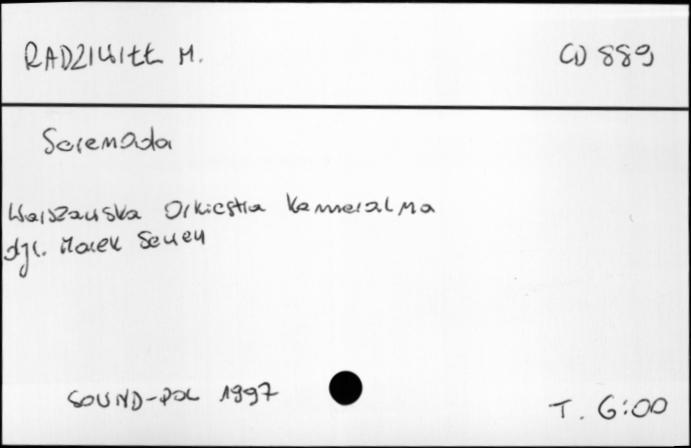 RADZIWIŁŁ M. CD 889
Serenada
Warszawska Orkiestra Kameralna
dyr. Marek Sewen
SOUND-POL 1997 T. 6:00